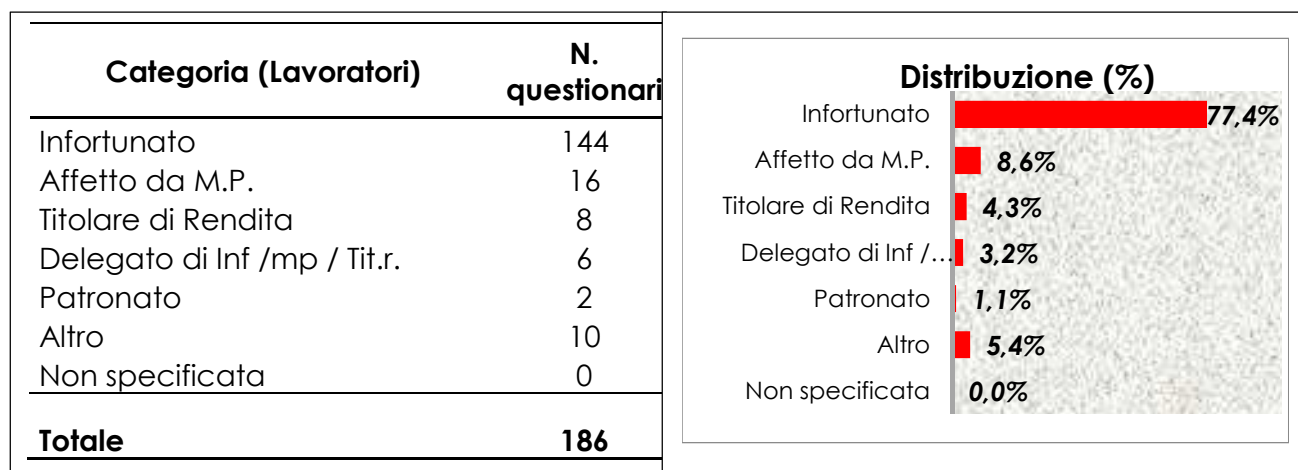 Categoria (Lavoratori) N. questionari
Infortunato 144
Affetto da M.P. 16
Titolare di Rendita 8
Delegato di Inf /mp / Tit.r. 6
Patronato 2
Altro 10
Non specificata 0
Totale 186
Distribuzione (%)
Infortunato 77,4%
Affetto da M.P. 8,6%
Titolare di Rendita 4,3%
Delegato di Inf /... 3,2%
Patronato 1,1%
Altro 5,4%
Non specificata 0,0%